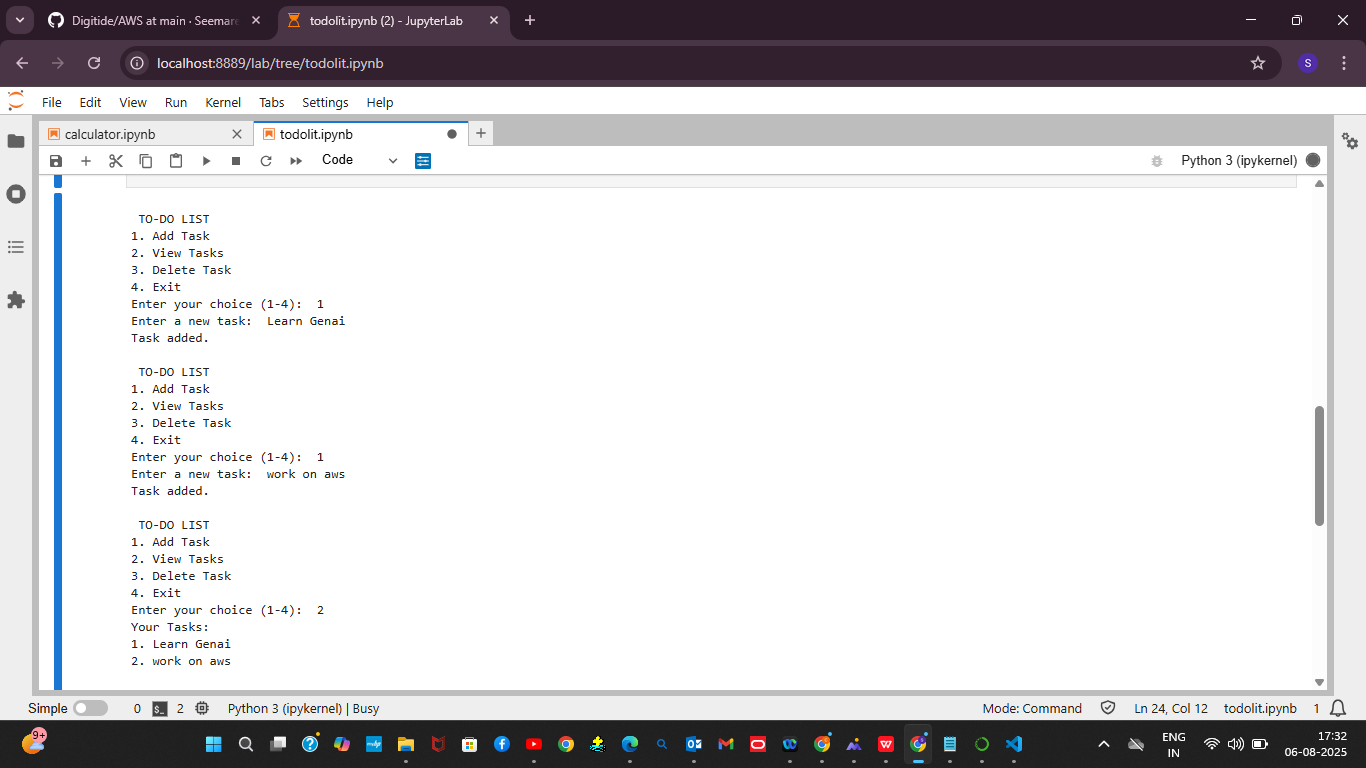 Digitide/AWS at main · Seemare
todolit.ipynb (2) - JupyterLab
localhost:8889/lab/tree/todolit.ipynb
S
File Edit View Run Kernel Tabs Settings Help
calculator.ipynb
todolit.ipynb
Code
Python 3 (ipykernel)
TO-DO LIST
1. Add Task
2. View Tasks
3. Delete Task
4. Exit
Enter your choice (1-4):  1
Enter a new task:  Learn Genai
Task added.
TO-DO LIST
1. Add Task
2. View Tasks
3. Delete Task
4. Exit
Enter your choice (1-4):  1
Enter a new task:  work on aws
Task added.
TO-DO LIST
1. Add Task
2. View Tasks
3. Delete Task
4. Exit
Enter your choice (1-4):  2
Your Tasks:
1. Learn Genai
2. work on aws
Simple 0 $_ 2 Python 3 (ipykernel) | Busy Mode: Command Ln 24, Col 12 todolit.ipynb 1
9+
ENG
IN
17:32
06-08-2025